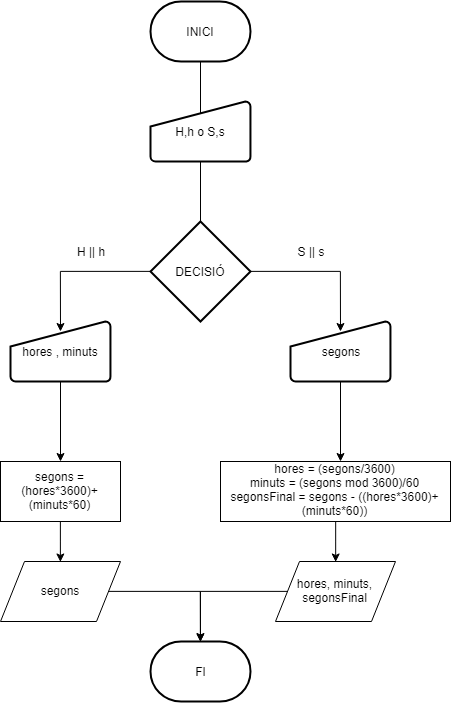 INICI
H,h o S,s
H || h
S || s
DECISIÓ
hores , minuts
segons
segons =
(hores*3600)+
(minuts*60)
hores = (segons/3600)
minuts = (segons mod 3600)/60
segonsFinal = segons - ((hores*3600)+
(minuts*60))
segons
hores, minuts,
segonsFinal
FI